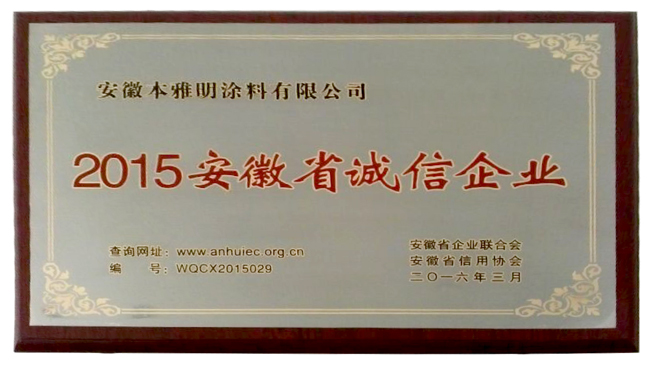 安徽本雅明涂料有限公司
2015安徽省诚信企业
查询网址：www.anhuiec.org.cn
编　　号：WQCX2015029
安徽省企业联合会
安徽省信用协会
二〇一六年三月